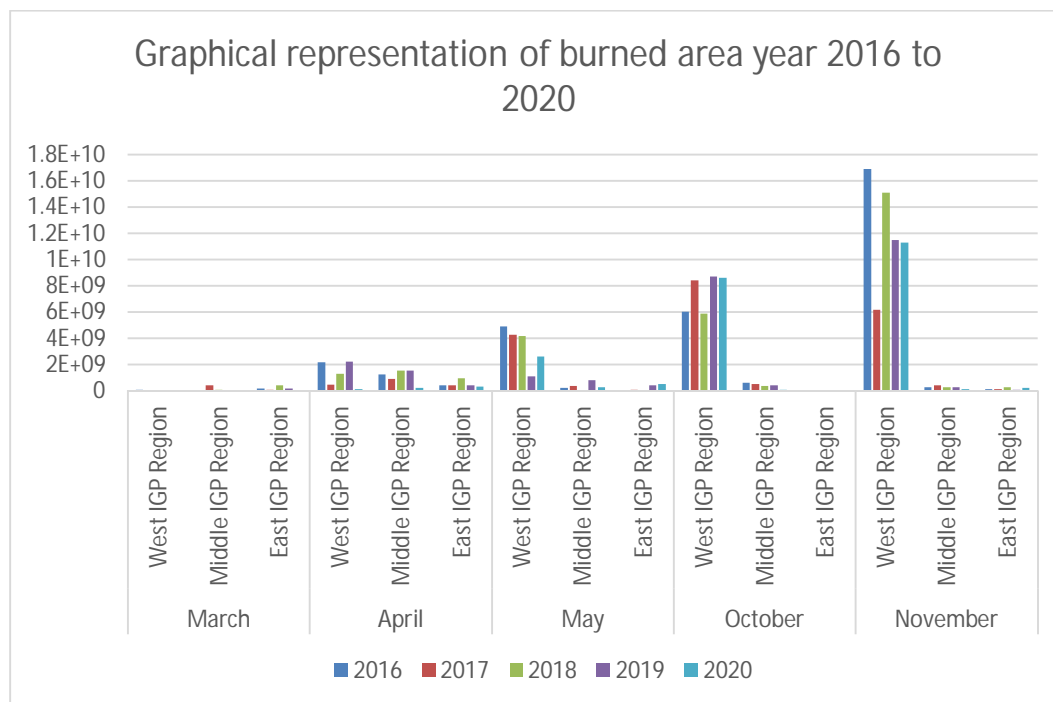 Graphical representation of burned area year 2016 to
2020
1.8E+10
1.6E+10
1.4E+10
1.2E+10
1E+10
8E+09
6E+09
4E+09
2E+09
0
West IGP Region
Middle IGP Region
East IGP Region
West IGP Region
Middle IGP Region
East IGP Region
West IGP Region
Middle IGP Region
East IGP Region
West IGP Region
Middle IGP Region
East IGP Region
West IGP Region
Middle IGP Region
East IGP Region
March April May October November
2016 2017 2018 2019 2020